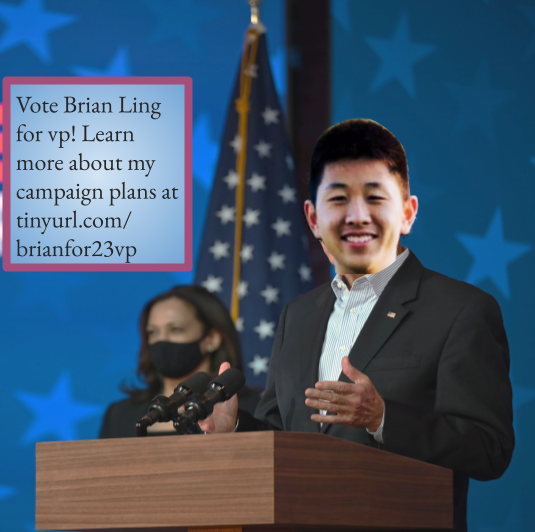 Vote Brian Ling
for vp! Learn
more about my
campaign plans at
tinyurl.com/
brianfor23vp